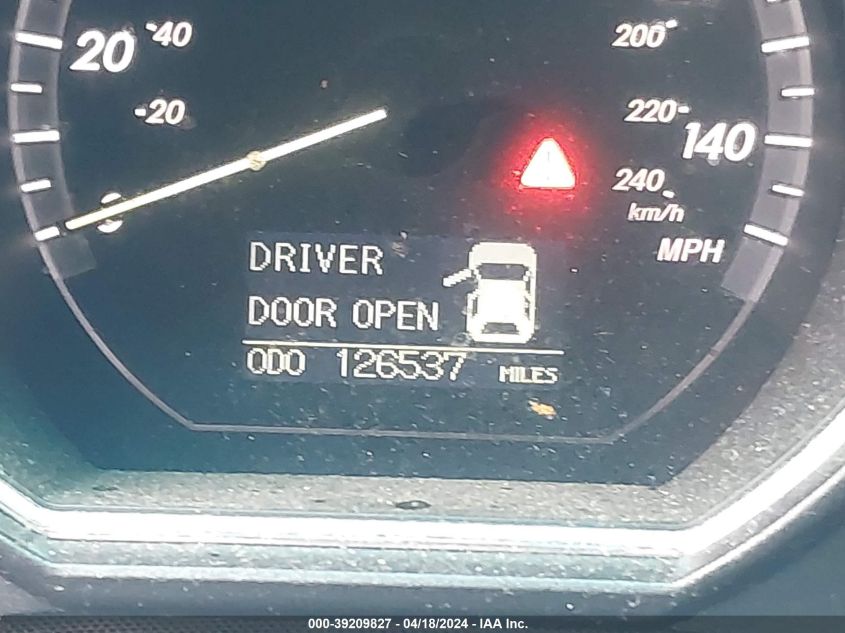 20 40 200
20 220 140
0 240
km/h
MPH
DRIVER
DOOR OPEN
ODO 126537 MILES
000-39209827 - 04/18/2024 - IAA Inc.